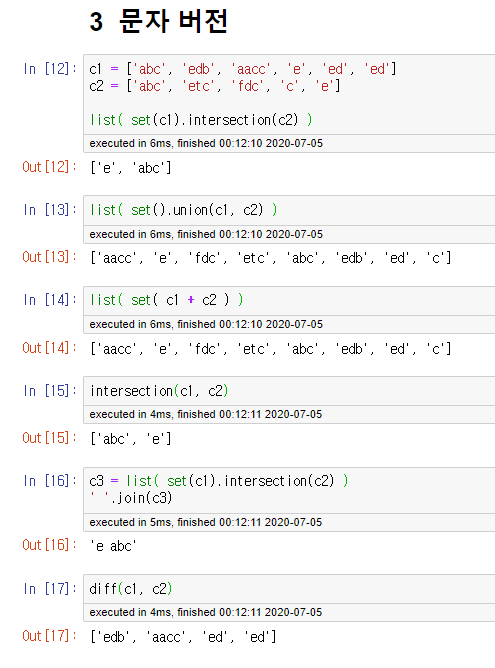 3 문자 버전
In [12]: c1 = ['abc', 'edb', 'aacc', 'e', 'ed', 'ed']
c2 = ['abc', 'etc', 'fdc', 'c', 'e']
list( set(c1).intersection(c2) )
executed in 6ms, finished 00:12:10 2020-07-05
Out[12]: ['e', 'abc']
In [13]: list( set().union(c1, c2) )
executed in 6ms, finished 00:12:10 2020-07-05
Out[13]: ['aacc', 'e', 'fdc', 'etc', 'abc', 'edb', 'ed', 'c']
In [14]: list( set( c1 + c2 ) )
executed in 6ms, finished 00:12:10 2020-07-05
Out[14]: ['aacc', 'e', 'fdc', 'etc', 'abc', 'edb', 'ed', 'c']
In [15]: intersection(c1, c2)
executed in 4ms, finished 00:12:11 2020-07-05
Out[15]: ['abc', 'e']
In [16]: c3 = list( set(c1).intersection(c2) )
' '.join(c3)
executed in 5ms, finished 00:12:11 2020-07-05
Out[16]: 'e abc'
In [17]: diff(c1, c2)
executed in 4ms, finished 00:12:11 2020-07-05
Out[17]: ['edb', 'aacc', 'ed', 'ed']